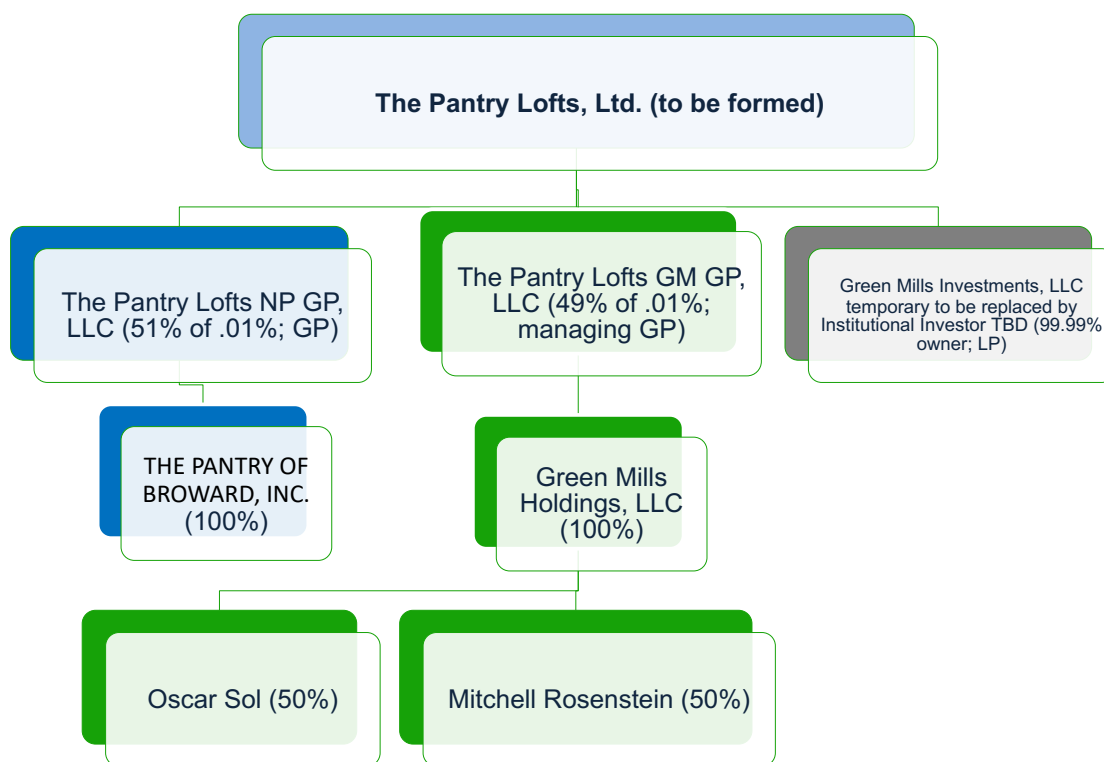 The Pantry Lofts, Ltd. (to be formed)
The Pantry Lofts NP GP,
LLC (51% of .01%; GP)
The Pantry Lofts GM GP,
LLC (49% of .01%;
managing GP)
Green Mills Investments, LLC
temporary to be replaced by
Institutional Investor TBD (99.99%
owner; LP)
THE PANTRY OF
BROWARD, INC.
(100%)
Green Mills
Holdings, LLC
(100%)
Oscar Sol (50%)
Mitchell Rosenstein (50%)